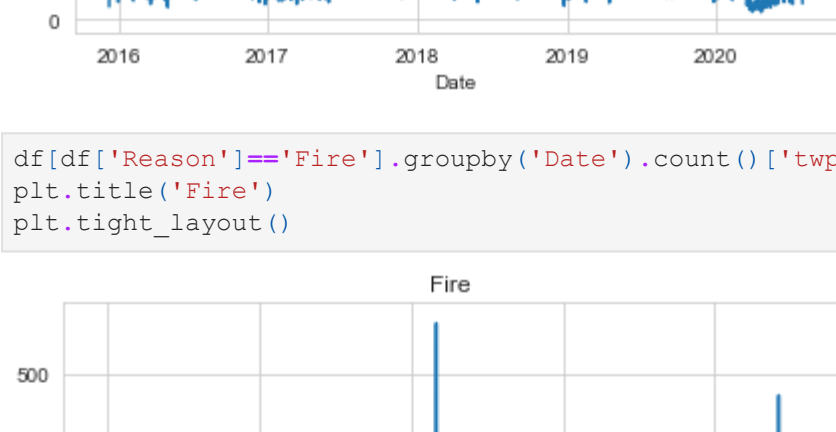 0
2016 2017 2018 2019 2020
Date
df[df['Reason']=='Fire'].groupby('Date').count()['twp
plt.title('Fire')
plt.tight_layout()
Fire
500